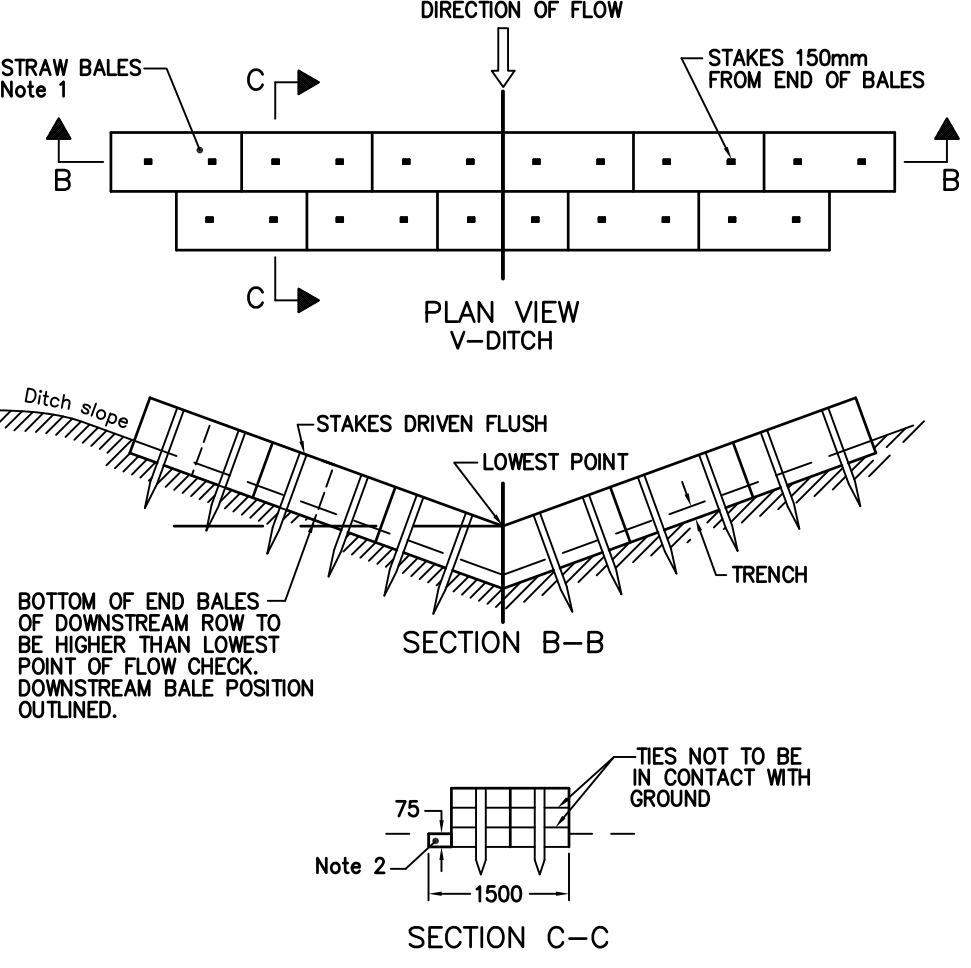 DIRECTION OF FLOW
STRAW BALES
Note 1
C
STAKES 150mm
FROM END OF BALES
B
B
C
PLAN VIEW
V-DITCH
Ditch slope
STAKES DRIVEN FLUSH
LOWEST POINT
TRENCH
BOTTOM OF END BALES
OF DOWNSTREAM ROW TO
BE HIGHER THAN LOWEST
POINT OF FLOW CHECK.
DOWNSTREAM BALE POSITION
OUTLINED.
SECTION B-B
TIES NOT TO BE
IN CONTACT WITH
GROUND
75
Note 2
1500
SECTION C-C